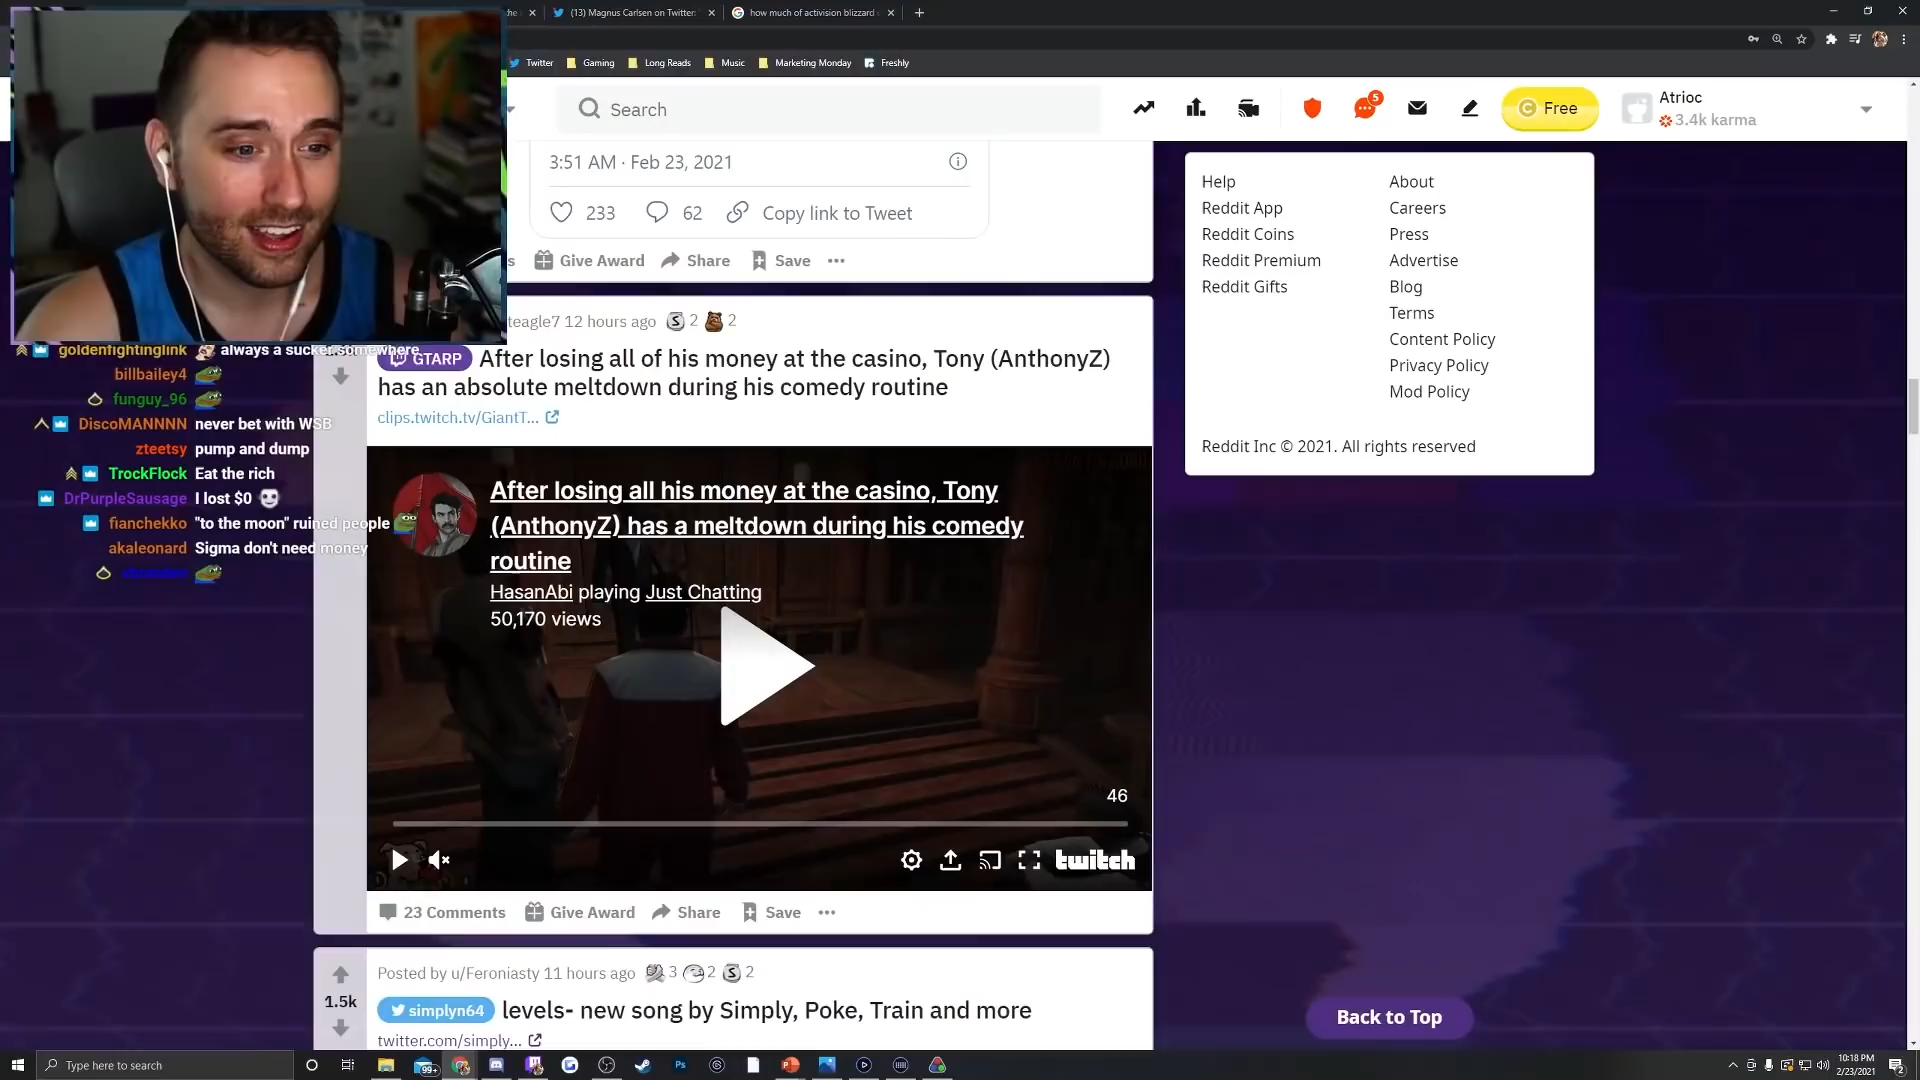 (13) Magnus Carlsen on Twitter:
how much of activision blizzard
Twitter
Gaming
Long Reads
Music
Marketing Monday
Freshly
Search
5
Free
Atrioc
3.4k karma
3:51 AM · Feb 23, 2021
233
62
Copy link to Tweet
Give Award
Share
Save
teagle7 12 hours ago
2
2
GTARP After losing all of his money at the casino, Tony (AnthonyZ)
has an absolute meltdown during his comedy routine
clips.twitch.tv/GiantT...
After losing all his money at the casino, Tony
(AnthonyZ) has a meltdown during his comedy
routine
HasanAbi playing Just Chatting
50,170 views
46
twitch
23 Comments
Give Award
Share
Save
Posted by u/Feroniasty 11 hours ago
3
2
2
1.5k
simplyn64 levels- new song by Simply, Poke, Train and more
twitter.com/simply...
goldenfightinglink always a sucker somewhere
billbailey4
funguy_96
DiscoMANNNN never bet with WSB
zteetsy pump and dump
TrockFlock Eat the rich
DrPurpleSausage I lost $0
fianchekko "to the moon" ruined people
akaleonard Sigma don't need money
Help
Reddit App
Reddit Coins
Reddit Premium
Reddit Gifts
About
Careers
Press
Advertise
Blog
Terms
Content Policy
Privacy Policy
Mod Policy
Reddit Inc © 2021. All rights reserved
Back to Top
Type here to search
99+
Ps
10:18 PM
2/23/2021
2